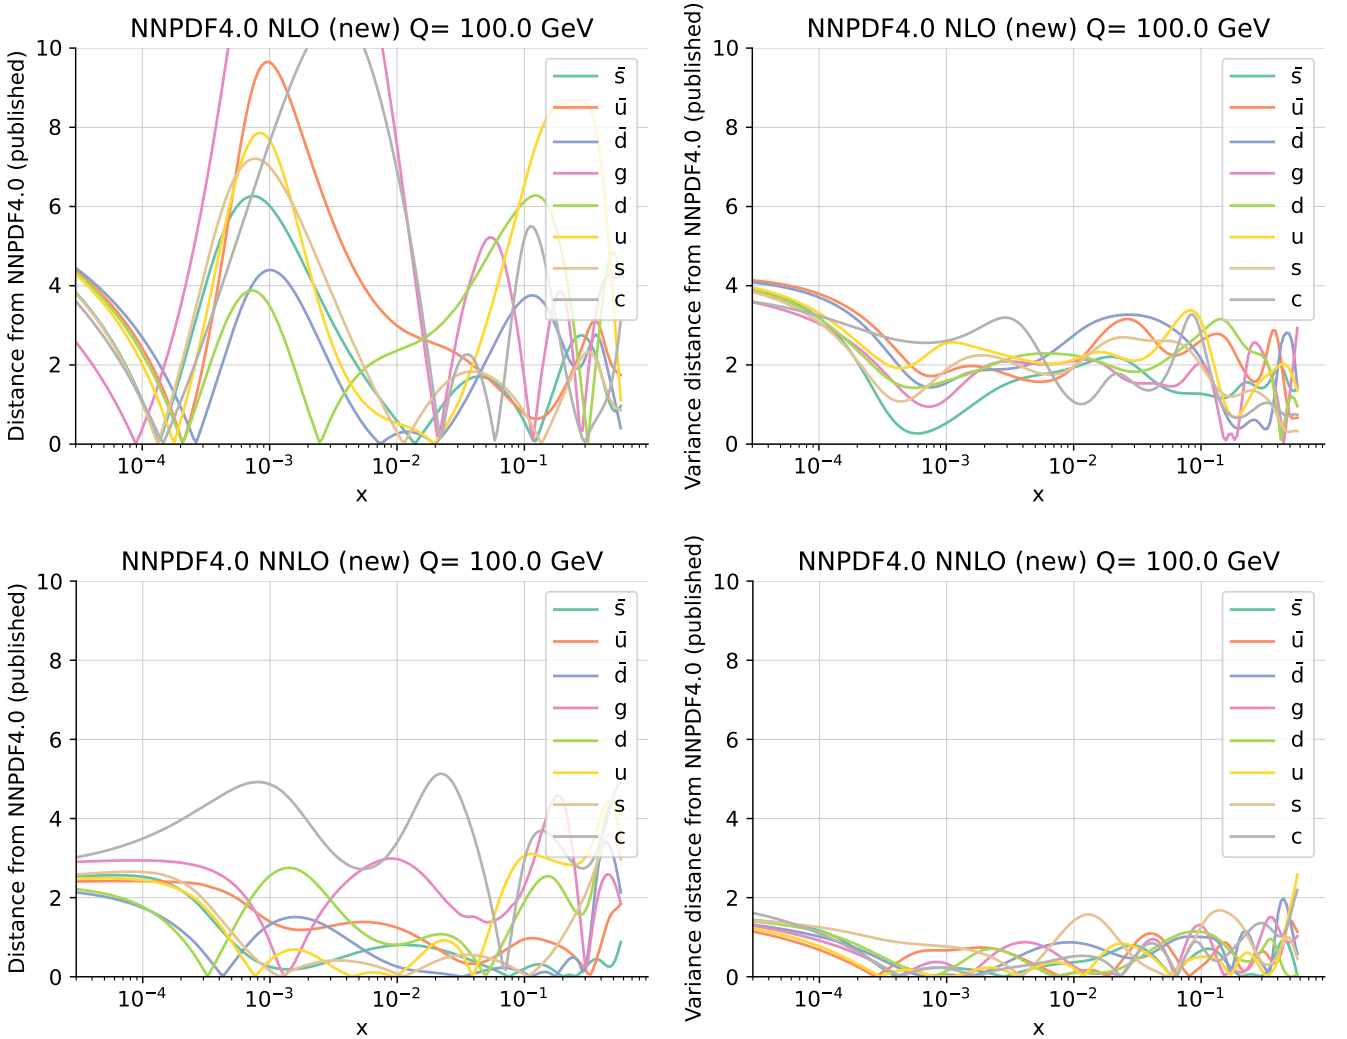 NNPDF4.0 NLO (new) Q= 100.0 GeV
Distance from NNPDF4.0 (published)
10
8
6
4
2
0
10⁻⁴
10⁻³
10⁻²
10⁻¹
x
s̄
ū
d̄
g
d
u
s
c
NNPDF4.0 NLO (new) Q= 100.0 GeV
Variance distance from NNPDF4.0 (published)
10
8
6
4
2
0
10⁻⁴
10⁻³
10⁻²
10⁻¹
x
s̄
ū
d̄
g
d
u
s
c
NNPDF4.0 NNLO (new) Q= 100.0 GeV
Distance from NNPDF4.0 (published)
10
8
6
4
2
0
10⁻⁴
10⁻³
10⁻²
10⁻¹
x
s̄
ū
d̄
g
d
u
s
c
NNPDF4.0 NNLO (new) Q= 100.0 GeV
Variance distance from NNPDF4.0 (published)
10
8
6
4
2
0
10⁻⁴
10⁻³
10⁻²
10⁻¹
x
s̄
ū
d̄
g
d
u
s
c